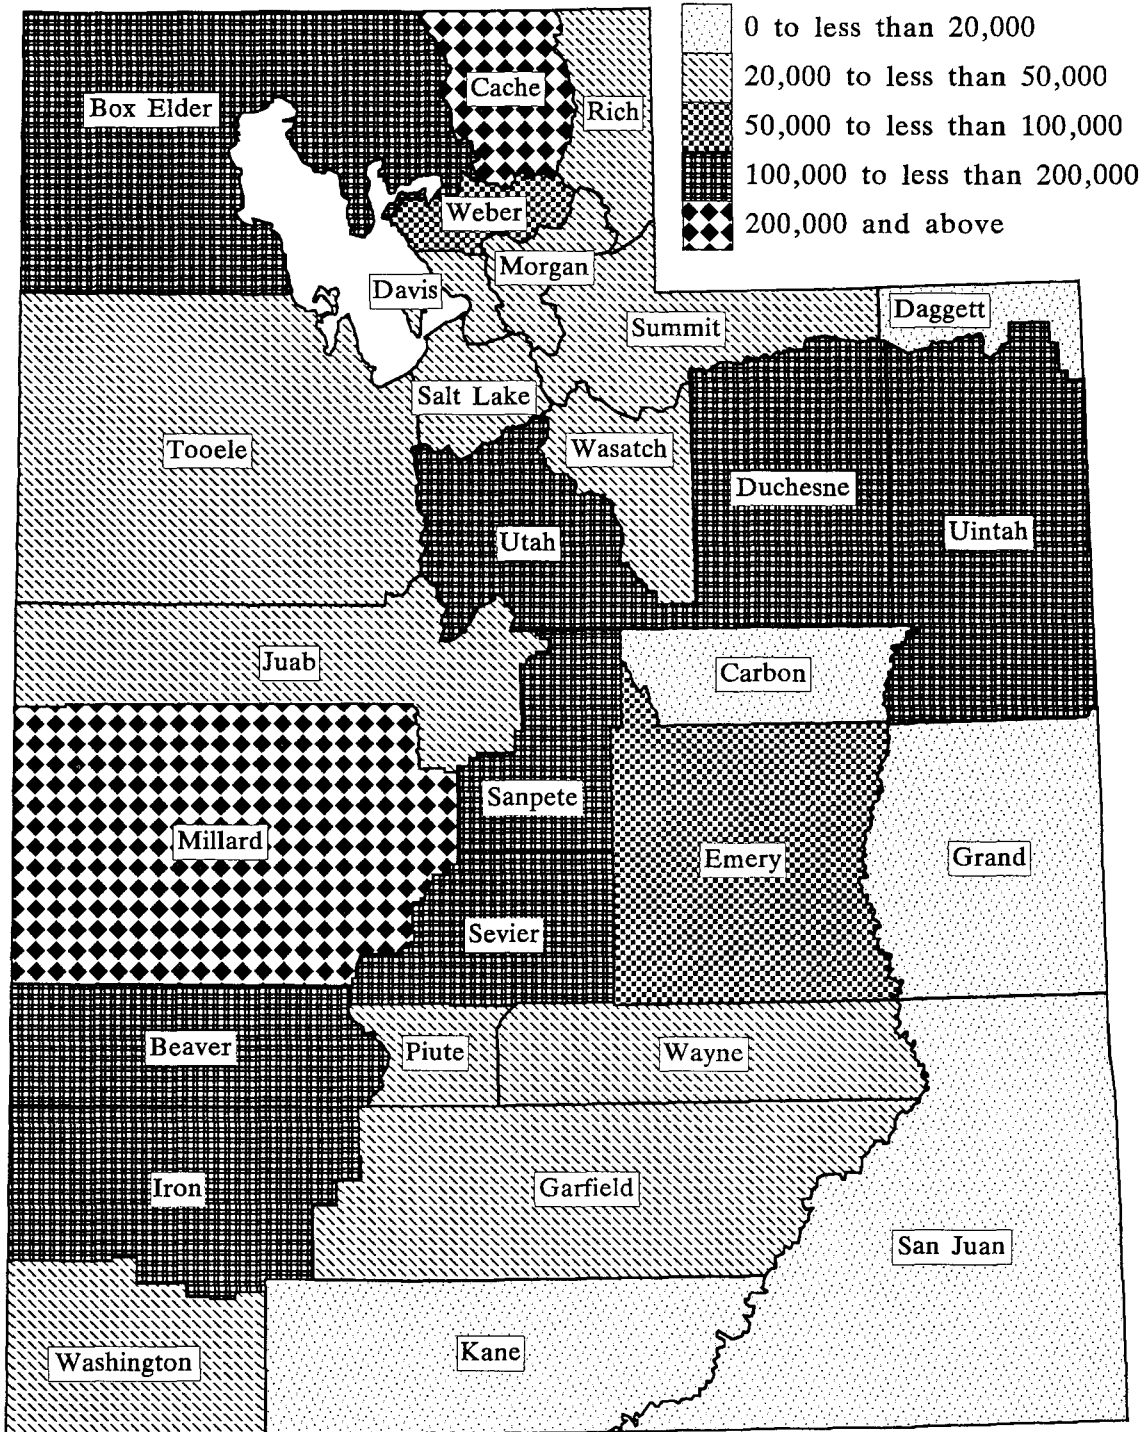 0 to less than 20,000
20,000 to less than 50,000
50,000 to less than 100,000
100,000 to less than 200,000
200,000 and above
Cache
Box Elder
Rich
Weber
Morgan
Davis
Daggett
Summit
Salt Lake
Tooele
Wasatch
Duchesne
Uintah
Utah
Juab
Carbon
Sanpete
Millard
Emery
Grand
Sevier
Beaver
Piute
Wayne
Iron
Garfield
San Juan
Kane
Washington